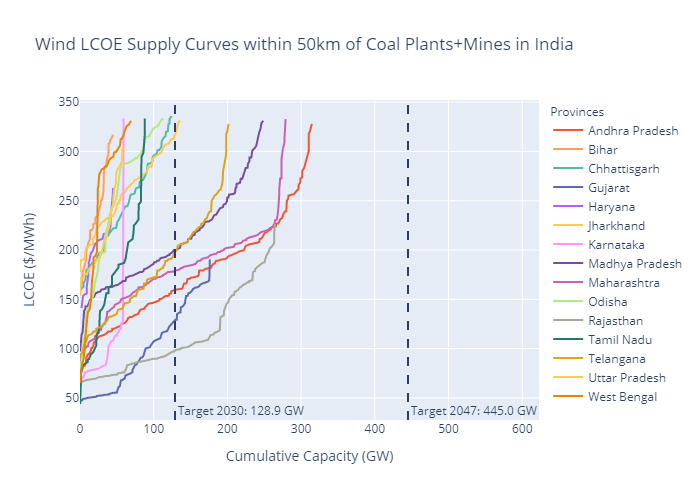 Wind LCOE Supply Curves within 50km of Coal Plants+Mines in India
350
300
250
200
150
100
50
0
100
200
300
400
500
600
LCOE ($/MWh)
Cumulative Capacity (GW)
Target 2030: 128.9 GW
Target 2047: 445.0 GW
Provinces
Andhra Pradesh
Bihar
Chhattisgarh
Gujarat
Haryana
Jharkhand
Karnataka
Madhya Pradesh
Maharashtra
Odisha
Rajasthan
Tamil Nadu
Telangana
Uttar Pradesh
West Bengal